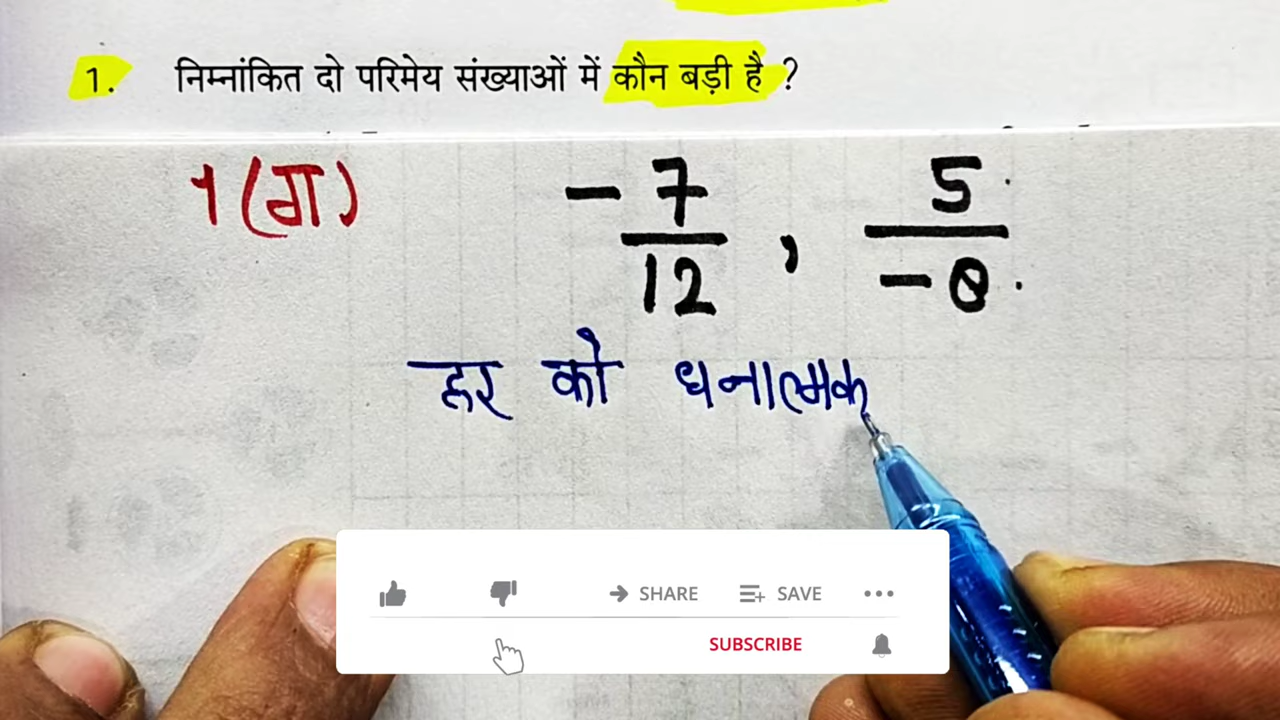 1. निम्नांकित दो परिमेय संख्याओं में कौन बड़ी है ?
1(ग)
-7/12 , 5/-8
हर को धनात्मक
SHARE SAVE
SUBSCRIBE